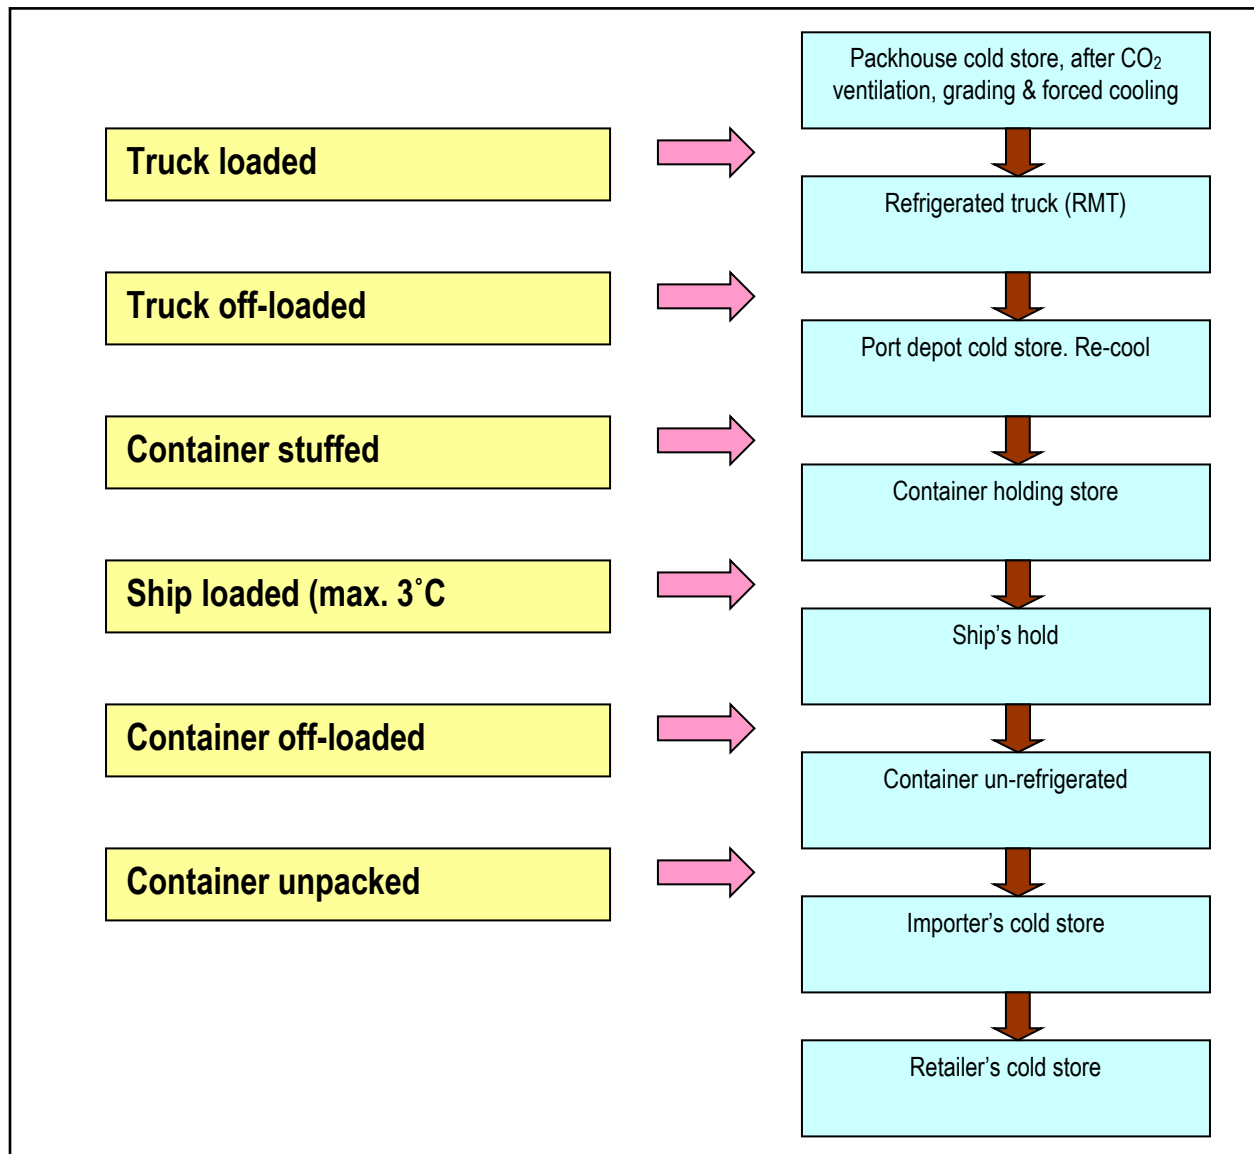 Packhouse cold store, after CO₂
ventilation, grading & forced cooling
Truck loaded
Refrigerated truck (RMT)
Truck off-loaded
Port depot cold store. Re-cool
Container stuffed
Container holding store
Ship loaded (max. 3˚C
Ship’s hold
Container off-loaded
Container un-refrigerated
Container unpacked
Importer’s cold store
Retailer’s cold store